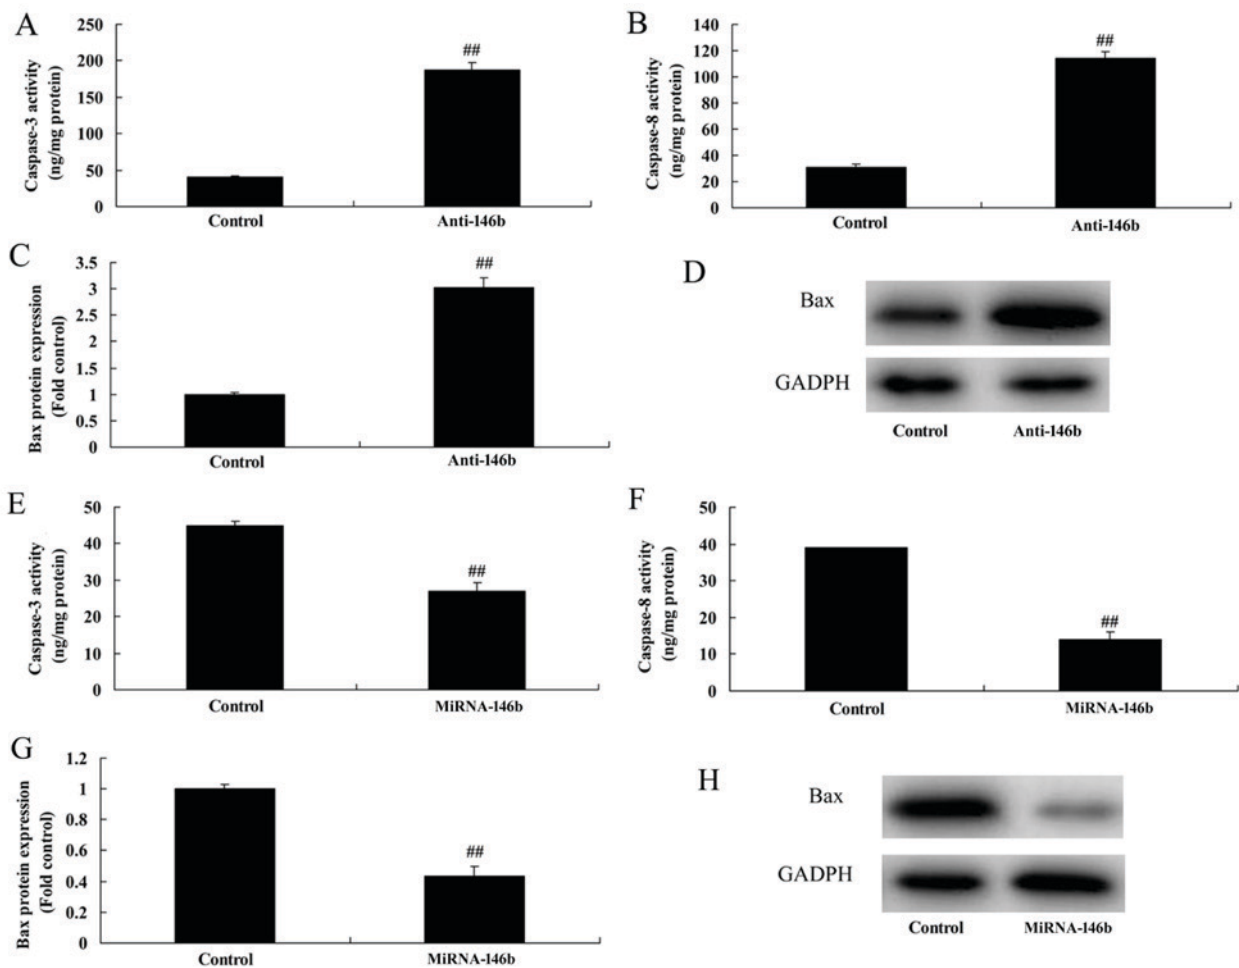 A
Caspase-3 activity
(ng/mg protein)
250
200
150
100
50
0
##
Control
Anti-146b
B
Caspase-8 activity
(ng/mg protein)
140
120
100
80
60
40
20
0
##
Control
Anti-146b
C
Bax protein expression
(Fold control)
3.5
3
2.5
2
1.5
1
0.5
0
##
Control
Anti-146b
D
Bax
GADPH
Control
Anti-146b
E
Caspase-3 activity
(ng/mg protein)
50
40
30
20
10
0
##
Control
MiRNA-146b
F
Caspase-8 activity
(ng/mg protein)
50
40
30
20
10
0
##
Control
MiRNA-146b
G
Bax protein expression
(Fold control)
1.2
1
0.8
0.6
0.4
0.2
0
##
Control
MiRNA-146b
H
Bax
GADPH
Control
MiRNA-146b